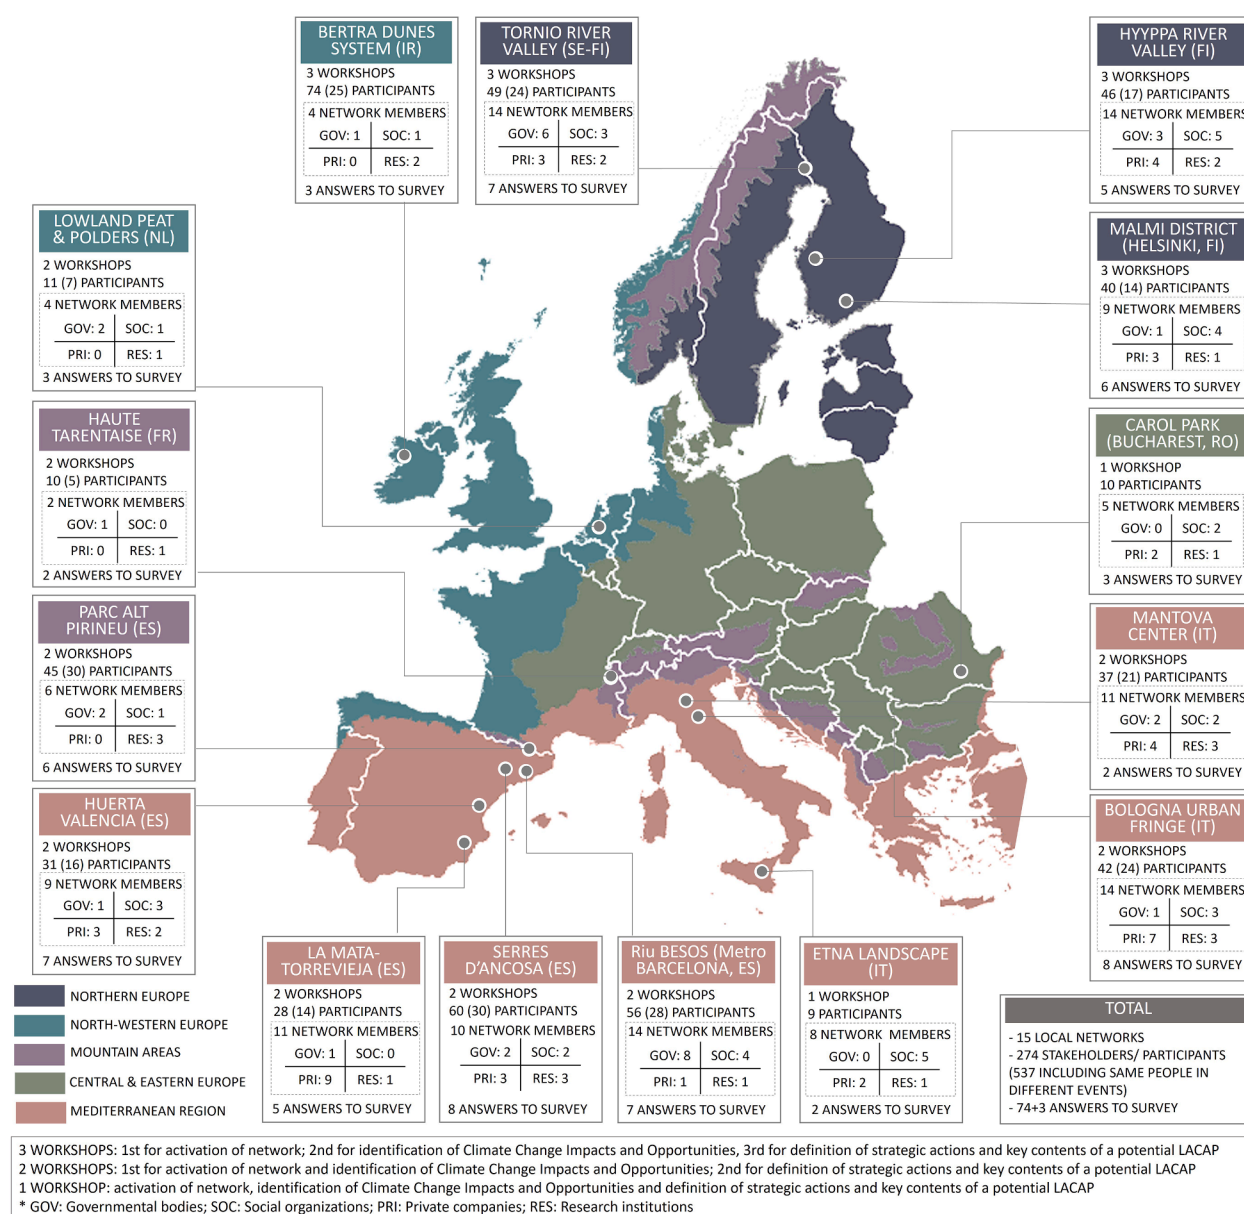 BERTRA DUNES
SYSTEM (IR)
3 WORKSHOPS
74 (25) PARTICIPANTS
4 NETWORK MEMBERS
GOV: 1 SOC: 1
PRI: 0 RES: 2
3 ANSWERS TO SURVEY
TORNIO RIVER
VALLEY (SE-FI)
3 WORKSHOPS
49 (24) PARTICIPANTS
14 NEWTORK MEMBERS
GOV: 6 SOC: 3
PRI: 3 RES: 2
7 ANSWERS TO SURVEY
HYYPPA RIVER
VALLEY (FI)
3 WORKSHOPS
46 (17) PARTICIPANTS
14 NETWORK MEMBERS
GOV: 3 SOC: 5
PRI: 4 RES: 2
5 ANSWERS TO SURVEY
LOWLAND PEAT
& POLDERS (NL)
2 WORKSHOPS
11 (7) PARTICIPANTS
4 NETWORK MEMBERS
GOV: 2 SOC: 1
PRI: 0 RES: 1
3 ANSWERS TO SURVEY
MALMI DISTRICT
(HELSINKI, FI)
3 WORKSHOPS
40 (14) PARTICIPANTS
9 NETWORK MEMBERS
GOV: 1 SOC: 4
PRI: 3 RES: 1
6 ANSWERS TO SURVEY
HAUTE
TARENTAISE (FR)
2 WORKSHOPS
10 (5) PARTICIPANTS
2 NETWORK MEMBERS
GOV: 1 SOC: 0
PRI: 0 RES: 1
2 ANSWERS TO SURVEY
CAROL PARK
(BUCHAREST, RO)
1 WORKSHOP
10 PARTICIPANTS
5 NETWORK MEMBERS
GOV: 0 SOC: 2
PRI: 2 RES: 1
3 ANSWERS TO SURVEY
PARC ALT
PIRINEU (ES)
2 WORKSHOPS
45 (30) PARTICIPANTS
6 NETWORK MEMBERS
GOV: 2 SOC: 1
PRI: 0 RES: 3
6 ANSWERS TO SURVEY
MANTOVA
CENTER (IT)
2 WORKSHOPS
37 (21) PARTICIPANTS
11 NETWORK MEMBERS
GOV: 2 SOC: 2
PRI: 4 RES: 3
2 ANSWERS TO SURVEY
HUERTA
VALENCIA (ES)
2 WORKSHOPS
31 (16) PARTICIPANTS
9 NETWORK MEMBERS
GOV: 1 SOC: 3
PRI: 3 RES: 2
7 ANSWERS TO SURVEY
BOLOGNA URBAN
FRINGE (IT)
2 WORKSHOPS
42 (24) PARTICIPANTS
14 NETWORK MEMBERS
GOV: 1 SOC: 3
PRI: 7 RES: 3
8 ANSWERS TO SURVEY
LA MATA-
TORREVIEJA (ES)
2 WORKSHOPS
28 (14) PARTICIPANTS
11 NETWORK MEMBERS
GOV: 1 SOC: 0
PRI: 9 RES: 1
5 ANSWERS TO SURVEY
SERRES
D'ANCOSA (ES)
2 WORKSHOPS
60 (30) PARTICIPANTS
10 NETWORK MEMBERS
GOV: 2 SOC: 2
PRI: 3 RES: 3
8 ANSWERS TO SURVEY
Riu BESOS (Metro
BARCELONA, ES)
2 WORKSHOPS
56 (28) PARTICIPANTS
14 NETWORK MEMBERS
GOV: 8 SOC: 4
PRI: 1 RES: 1
7 ANSWERS TO SURVEY
ETNA LANDSCAPE
(IT)
1 WORKSHOP
9 PARTICIPANTS
8 NETWORK MEMBERS
GOV: 0 SOC: 5
PRI: 2 RES: 1
2 ANSWERS TO SURVEY
NORTHERN EUROPE
NORTH-WESTERN EUROPE
MOUNTAIN AREAS
CENTRAL & EASTERN EUROPE
MEDITERRANEAN REGION
TOTAL
- 15 LOCAL NETWORKS
- 274 STAKEHOLDERS/ PARTICIPANTS
(537 INCLUDING SAME PEOPLE IN
DIFFERENT EVENTS)
- 74+3 ANSWERS TO SURVEY
3 WORKSHOPS: 1st for activation of network; 2nd for identification of Climate Change Impacts and Opportunities, 3rd for definition of strategic actions and key contents of a potential LACAP
2 WORKSHOPS: 1st for activation of network and identification of Climate Change Impacts and Opportunities; 2nd for definition of strategic actions and key contents of a potential LACAP
1 WORKSHOP: activation of network, identification of Climate Change Impacts and Opportunities and definition of strategic actions and key contents of a potential LACAP
* GOV: Governmental bodies; SOC: Social organizations; PRI: Private companies; RES: Research institutions